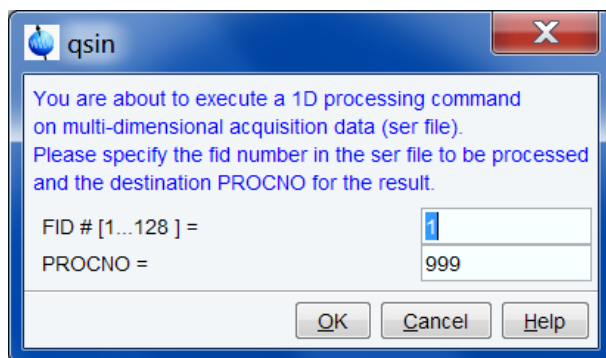 qsin
X
You are about to execute a 1D processing command
on multi-dimensional acquisition data (ser file).
Please specify the fid number in the ser file to be processed
and the destination PROCNO for the result.
FID # [1...128 ] = 1
PROCNO = 999
OK Cancel Help